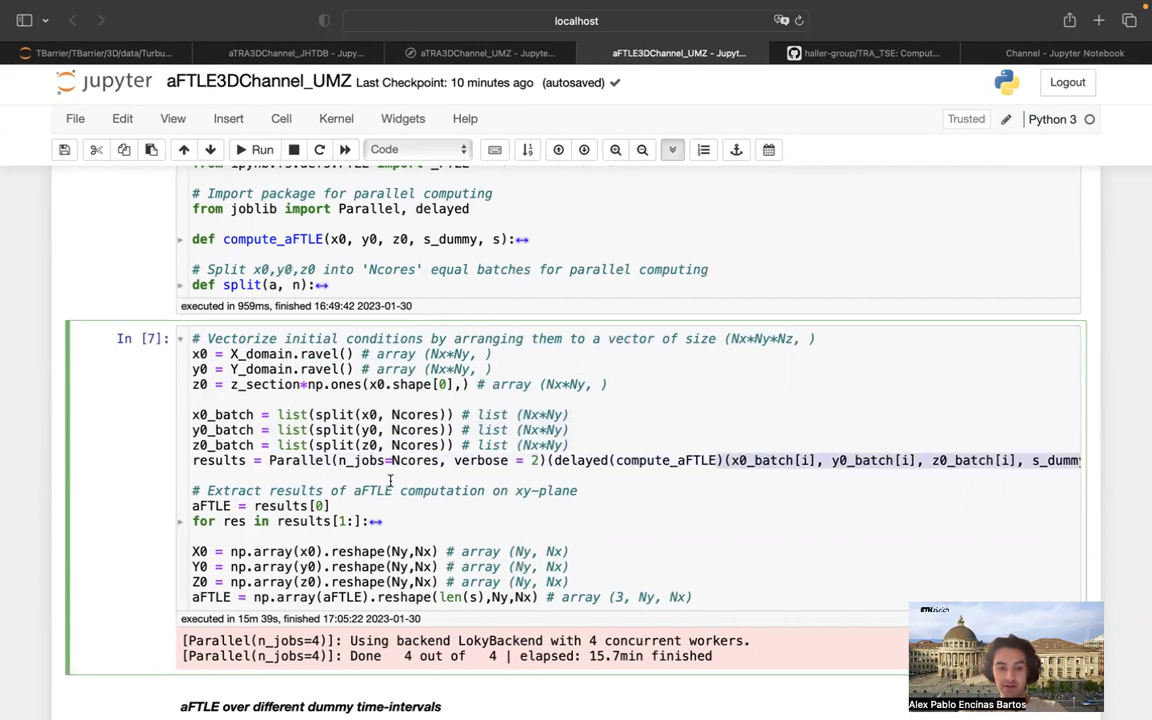 localhost
TBarrier/TBarrier/3D/data/Turbu...
aTRA3DChannel_JHTDB - Jupyte...
aTRA3DChannel_UMZ - Jupyte...
aFTLE3DChannel_UMZ - Jupyt...
haller-group/TRA_TSE: Comput...
Channel - Jupyter Notebook
jupyter aFTLE3DChannel_UMZ Last Checkpoint: 10 minutes ago (autosaved)
Logout
File Edit View Insert Cell Kernel Widgets Help
Trusted Python 3
Run Code
# Import package for parallel computing
from joblib import Parallel, delayed
def compute_aFTLE(x0, y0, z0, s_dummy, s):
# Split x0,y0,z0 into 'Ncores' equal batches for parallel computing
def split(a, n):
executed in 959ms, finished 16:49:42 2023-01-30
In [7]:
# Vectorize initial conditions by arranging them to a vector of size (Nx*Ny*Nz, )
x0 = X_domain.ravel() # array (Nx*Ny, )
y0 = Y_domain.ravel() # array (Nx*Ny, )
z0 = z_section*np.ones(x0.shape[0],) # array (Nx*Ny, )
x0_batch = list(split(x0, Ncores)) # list (Nx*Ny)
y0_batch = list(split(y0, Ncores)) # list (Nx*Ny)
z0_batch = list(split(z0, Ncores)) # list (Nx*Ny)
results = Parallel(n_jobs=Ncores, verbose = 2)(delayed(compute_aFTLE)(x0_batch[i], y0_batch[i], z0_batch[i], s_dummy
# Extract results of aFTLE computation on xy-plane
aFTLE = results[0]
for res in results[1:]:
X0 = np.array(x0).reshape(Ny,Nx) # array (Ny, Nx)
Y0 = np.array(y0).reshape(Ny,Nx) # array (Ny, Nx)
Z0 = np.array(z0).reshape(Ny,Nx) # array (Ny, Nx)
aFTLE = np.array(aFTLE).reshape(len(s),Ny,Nx) # array (3, Ny, Nx)
executed in 15m 39s, finished 17:05:22 2023-01-30
[Parallel(n_jobs=4)]: Using backend LokyBackend with 4 concurrent workers.
[Parallel(n_jobs=4)]: Done 4 out of 4 | elapsed: 15.7min finished
aFTLE over different dummy time-intervals
Alex Pablo Encinas Bartos